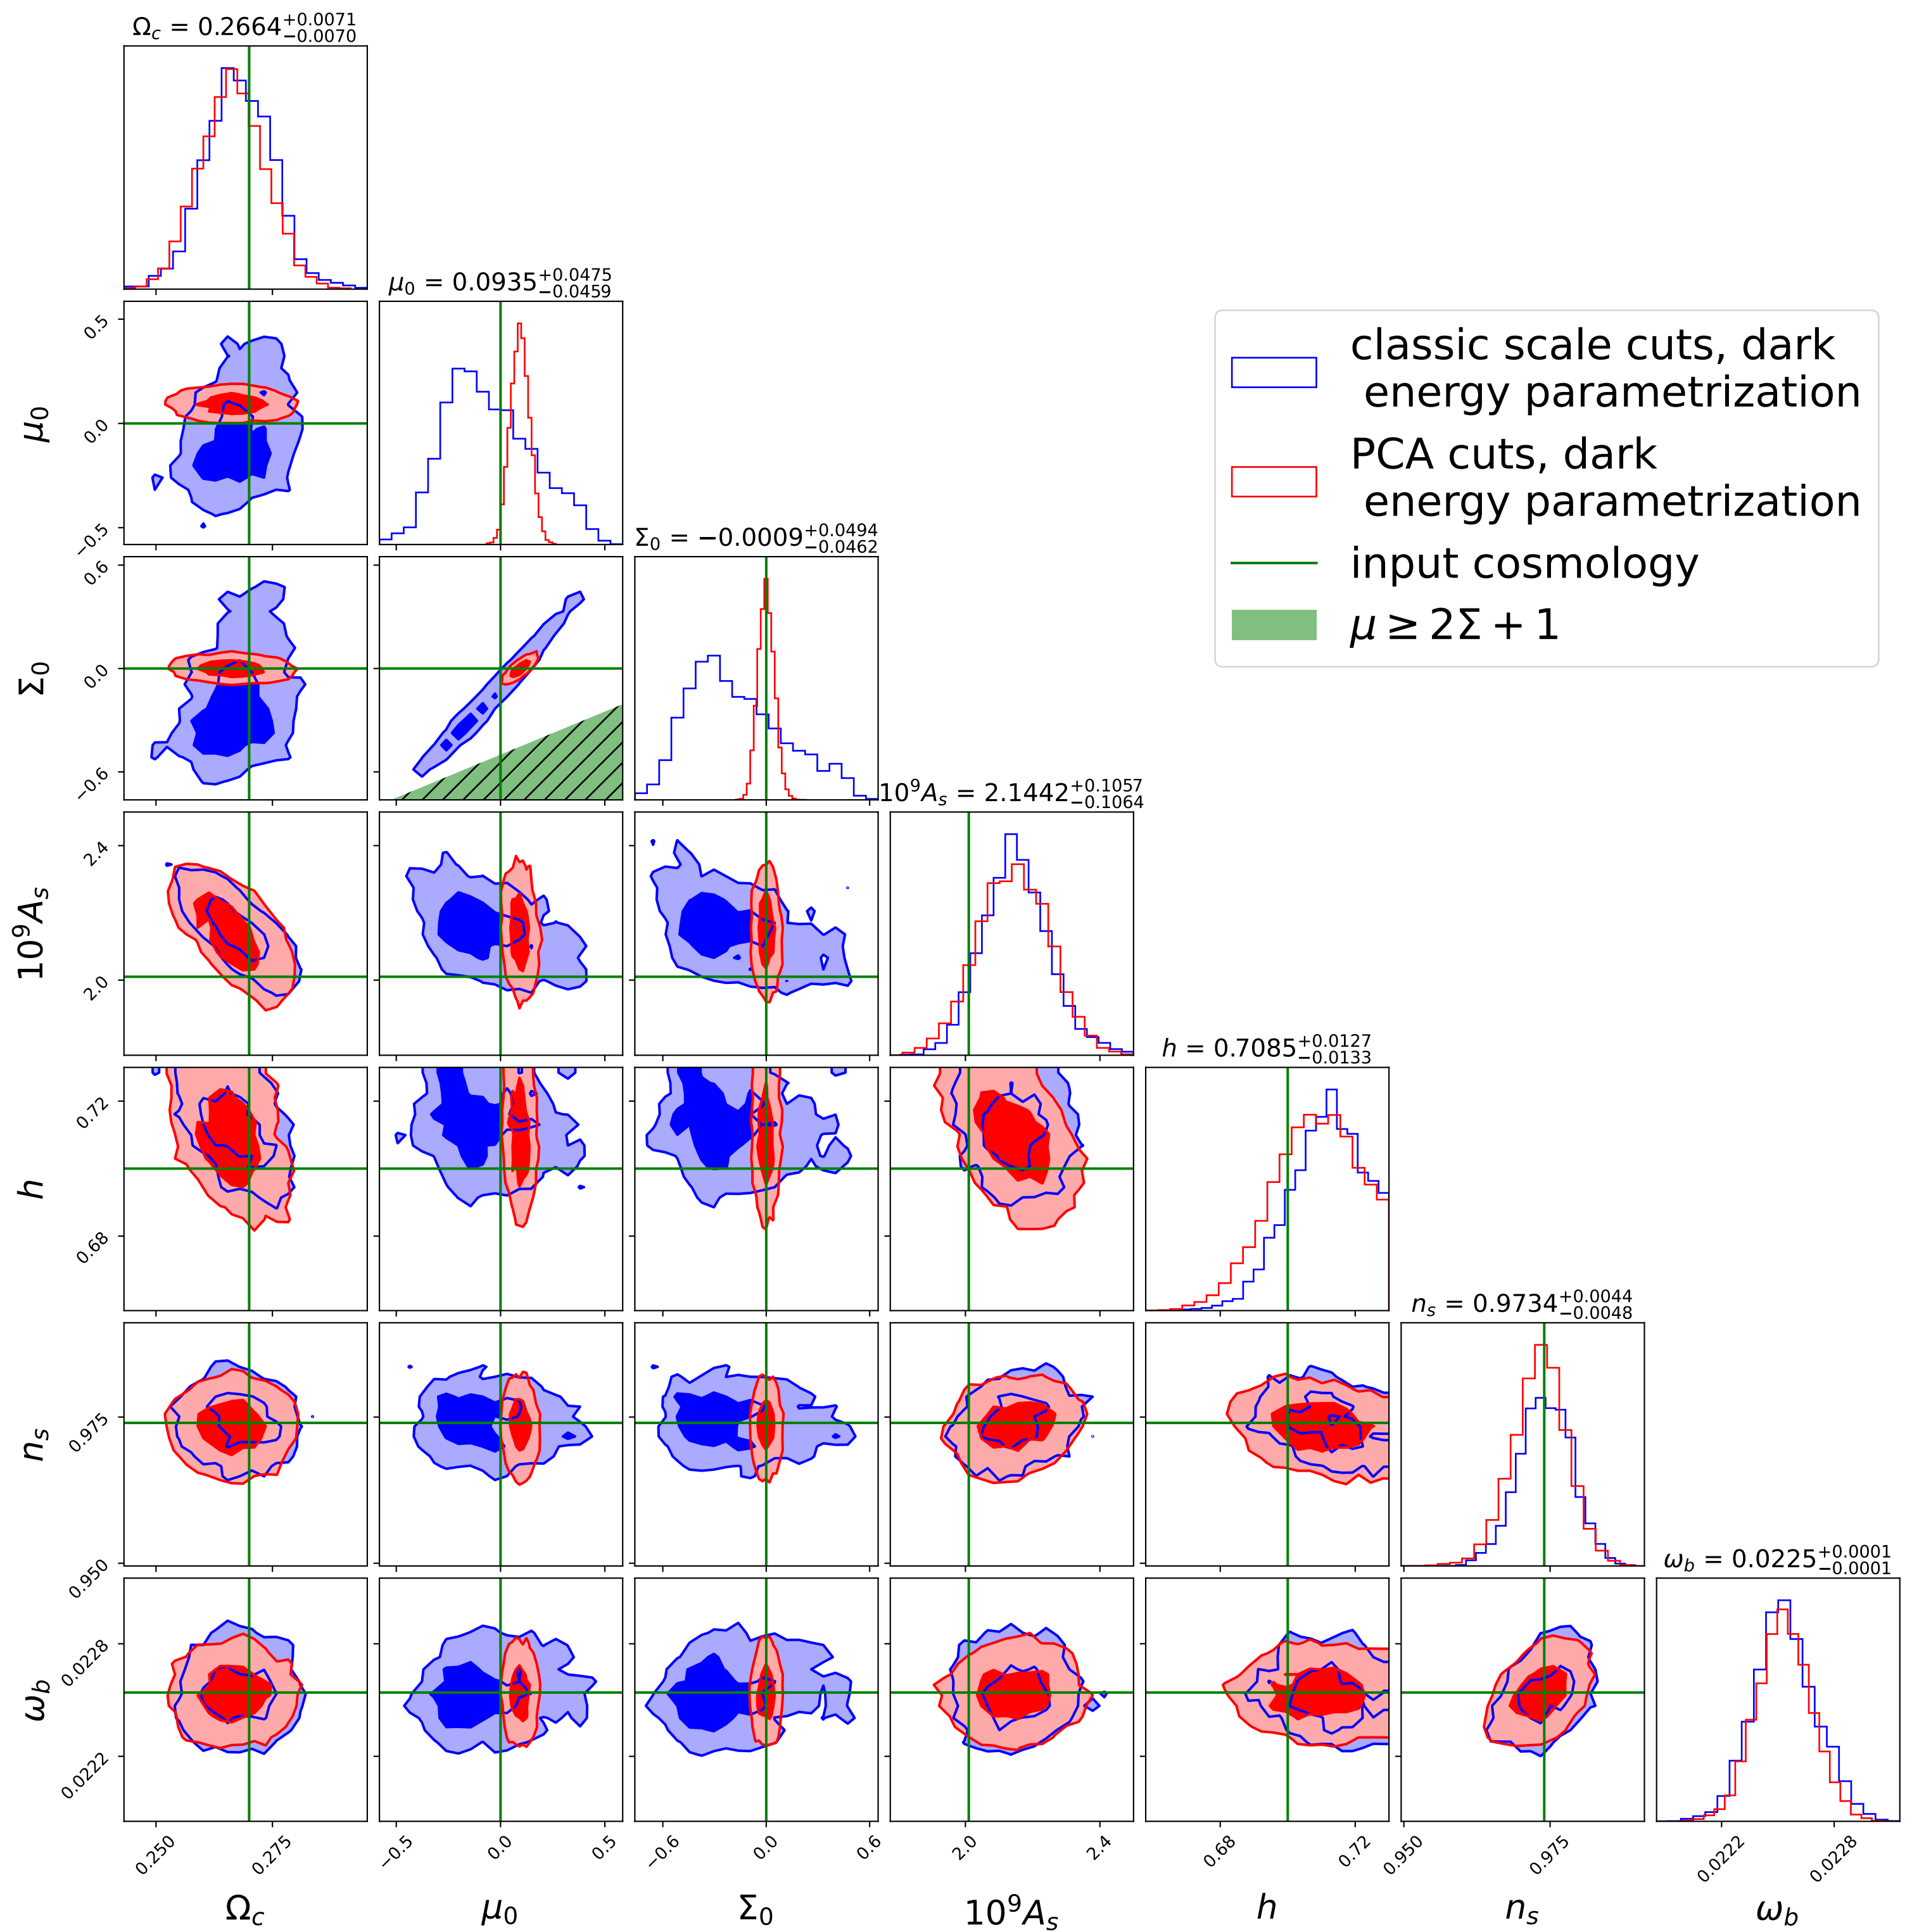 Ω_c = 0.2664^{+0.0071}_{−0.0070}
μ_0 = 0.0935^{+0.0475}_{−0.0459}
0.5
classic scale cuts, dark
energy parametrization
μ_0
0.0
PCA cuts, dark
energy parametrization
−0.5
Σ_0 = −0.0009^{+0.0494}_{−0.0462}
0.6
input cosmology
μ ≥ 2Σ + 1
Σ_0
0.0
−0.6
10^9A_s = 2.1442^{+0.1057}_{−0.1064}
2.4
10^9A_s
2.0
h = 0.7085^{+0.0127}_{−0.0133}
0.72
h
0.68
n_s = 0.9734^{+0.0044}_{−0.0048}
0.975
n_s
0.950
ω_b = 0.0225^{+0.0001}_{−0.0001}
0.0228
ω_b
0.0222
0.250 0.275 −0.5 0.0 0.5 −0.6 0.0 0.6 2.0 2.4 0.68 0.72 0.950 0.975 0.0222 0.0228
Ω_c μ_0 Σ_0 10^9A_s h n_s ω_b